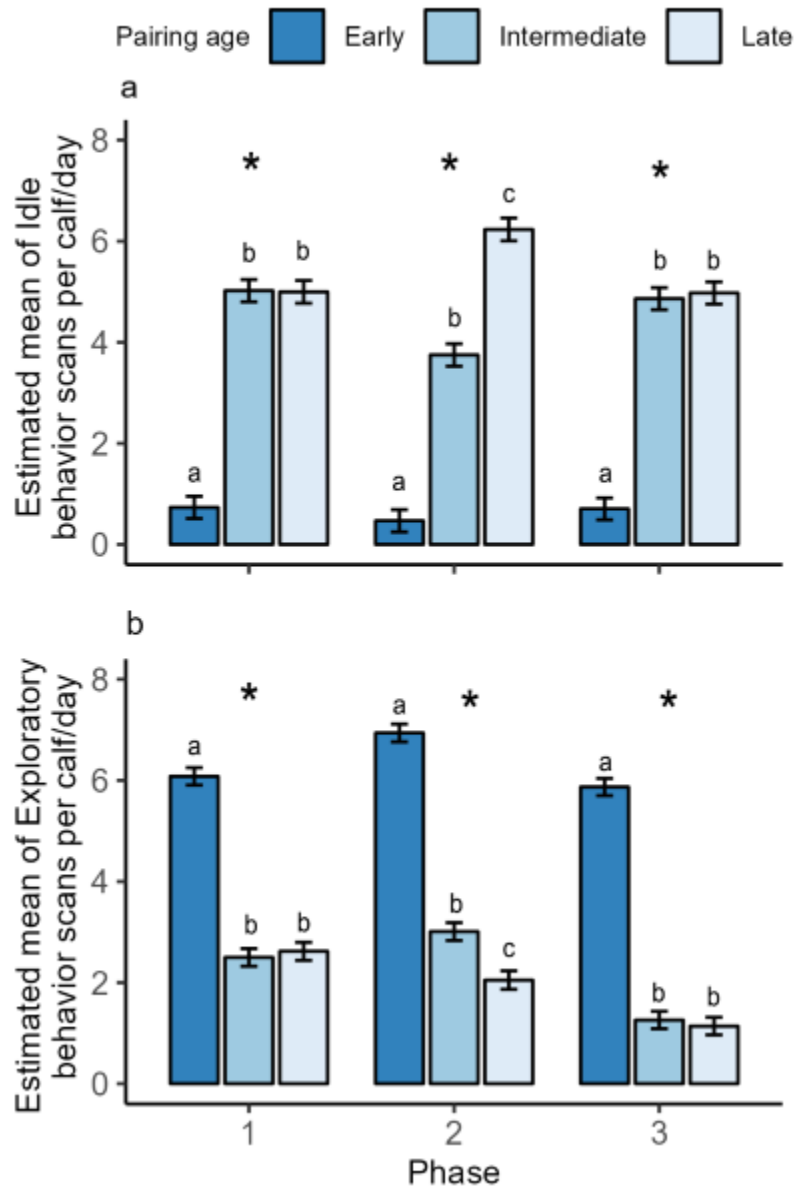 Pairing age Early Intermediate Late
a
Estimated mean of Idle
behavior scans per calf/day
8
6
4
2
0
* * *
a b b
a b c
a b b
b
Estimated mean of Exploratory
behavior scans per calf/day
8
6
4
2
0
* * *
a b b
a b c
a b b
1 2 3
Phase